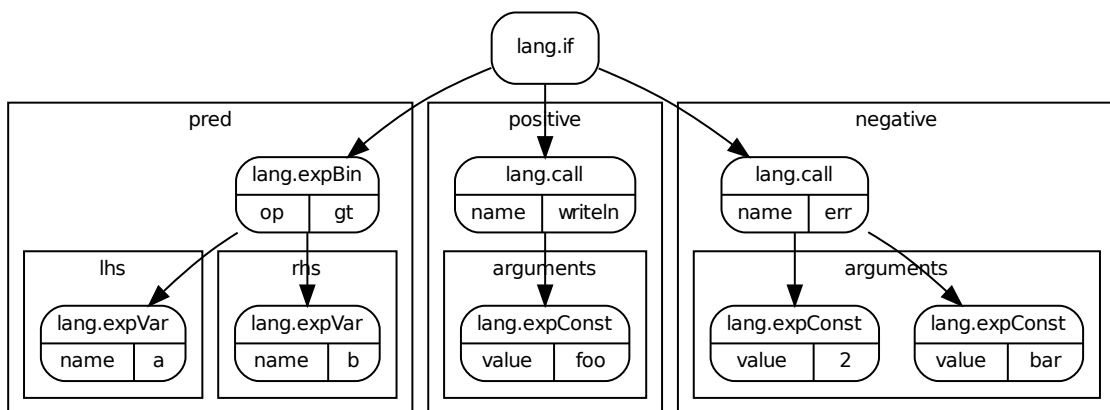 lang.if
pred
positive
negative
lang.expBin
op gt
lang.call
name writeln
lang.call
name err
lhs
rhs
arguments
arguments
lang.expVar
name a
lang.expVar
name b
lang.expConst
value foo
lang.expConst
value 2
lang.expConst
value bar